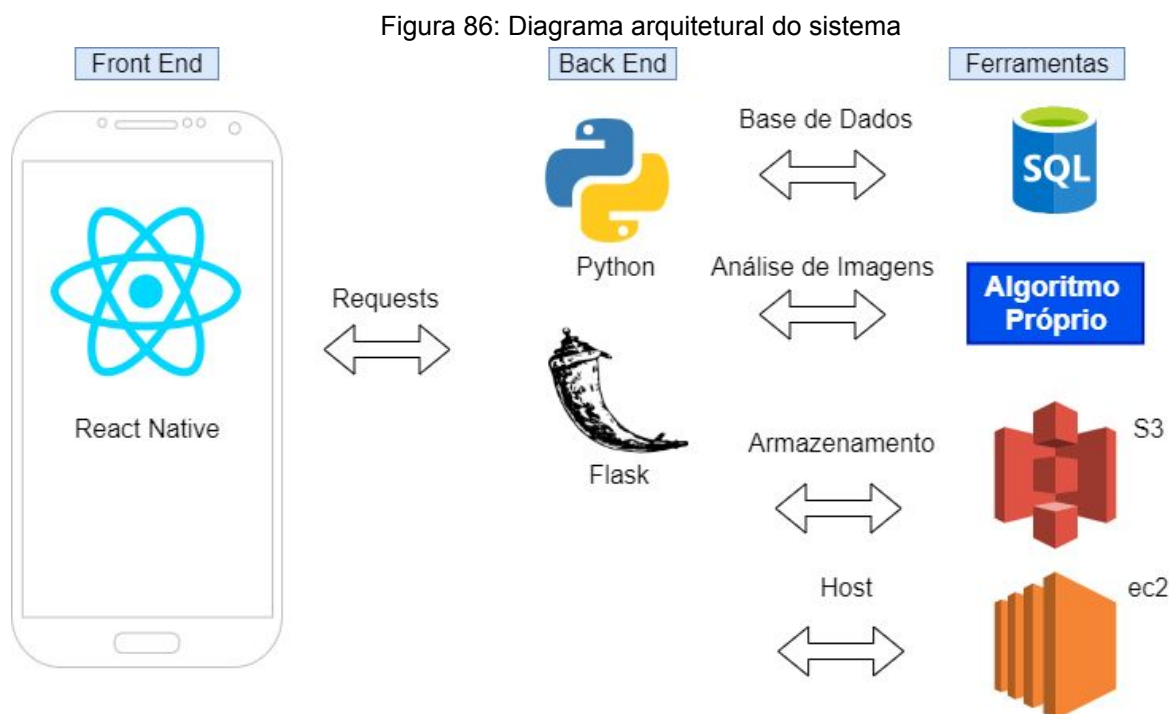 Figura 86: Diagrama arquitetural do sistema
Front End
Back End
Ferramentas
React Native
Requests
Python
Flask
Base de Dados
SQL
Análise de Imagens
Algoritmo
Próprio
Armazenamento
S3
Host
ec2